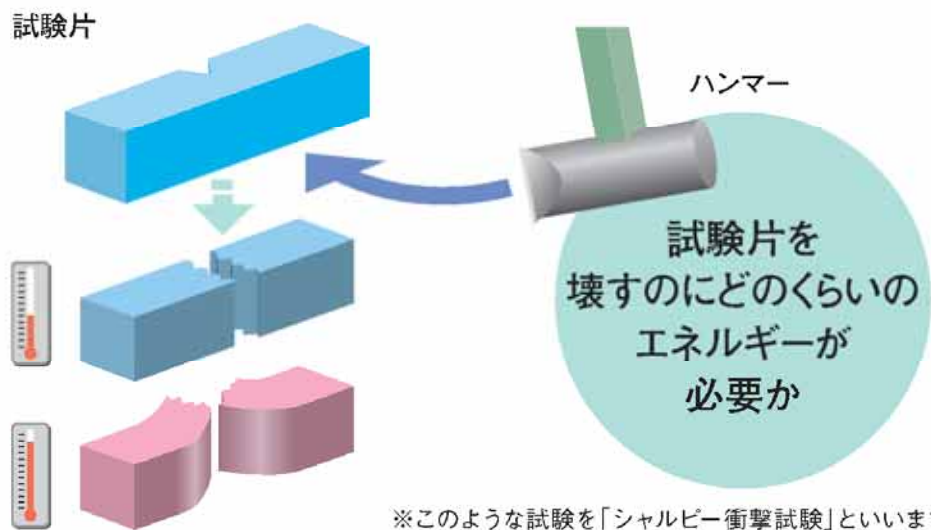 試験片
ハンマー
試験片を
壊すのにどのくらいの
エネルギーが
必要か
※このような試験を「シャルピー衝撃試験」といいます